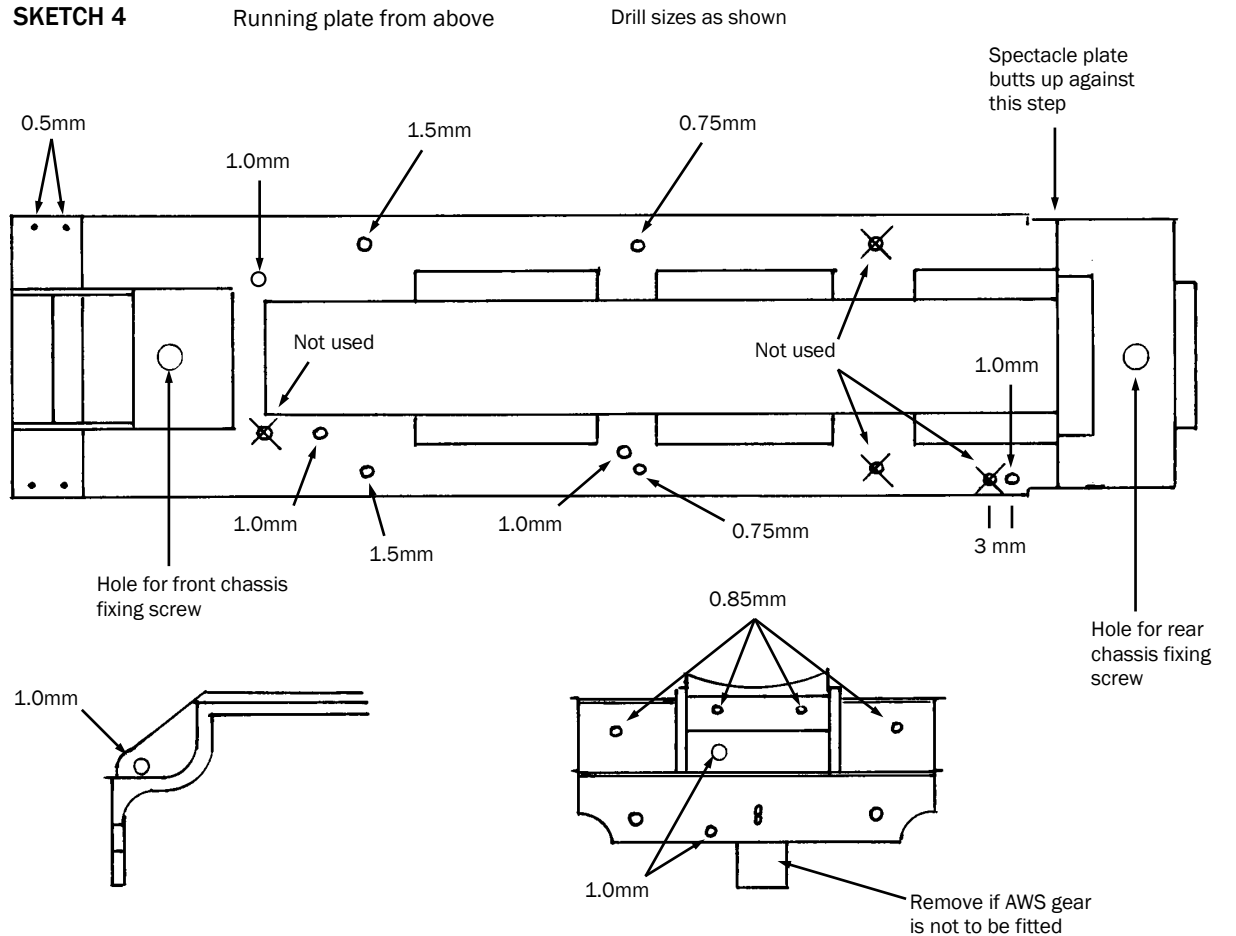 SKETCH 4
Running plate from above
Drill sizes as shown
Spectacle plate
butts up against
this step
0.5mm
1.5mm
0.75mm
1.0mm
Not used
Not used
1.0mm
1.0mm
1.0mm
0.75mm
1.5mm
3 mm
Hole for front chassis
fixing screw
0.85mm
Hole for rear
chassis fixing
screw
1.0mm
1.0mm
Remove if AWS gear
is not to be fitted